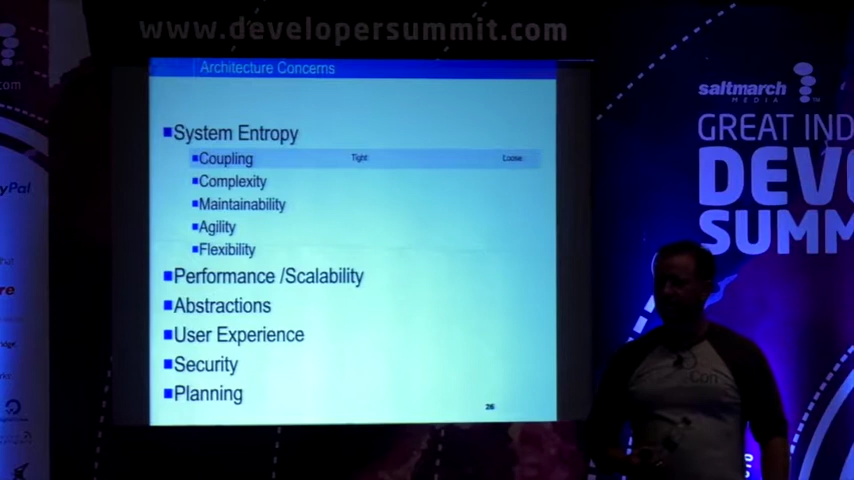 www.developersummit.com
Architecture Concerns
System Entropy
Coupling Tight Loose
Complexity
Maintainability
Agility
Flexibility
Performance /Scalability
Abstractions
User Experience
Security
Planning
26
saltmarch
MEDIA
GREAT IND
DEV
SUMM
PayPal
Con